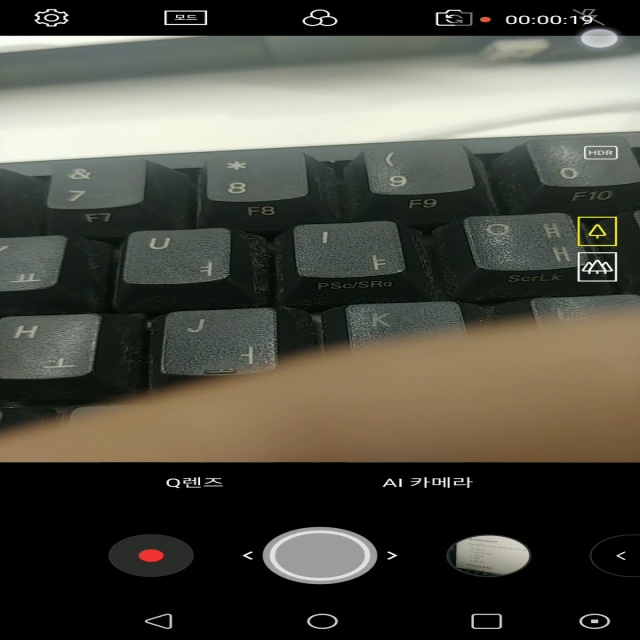 모드
00:00:19
HDR
& * ( )
7 8 9 0
F7 F8 F9 F10
ㅛ U ㅕ I ㅑ O ㅐ
ㅒ
PSc/SRq ScrLk
H ㅗ J ㅓ K
Q렌즈 AI 카메라